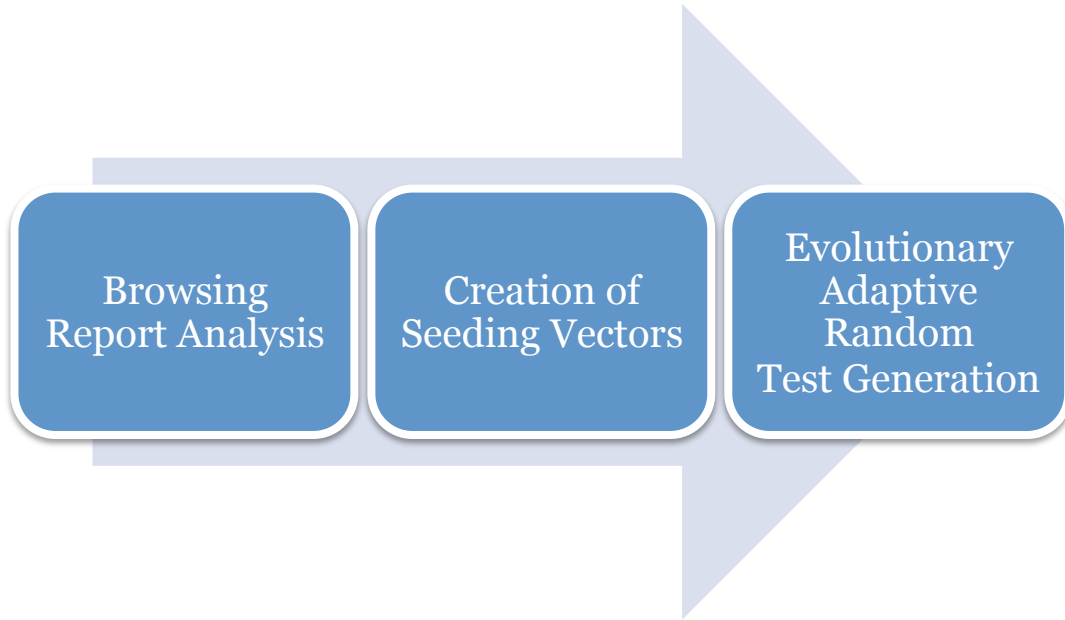 Browsing
Report Analysis
Creation of
Seeding Vectors
Evolutionary
Adaptive
Random
Test Generation